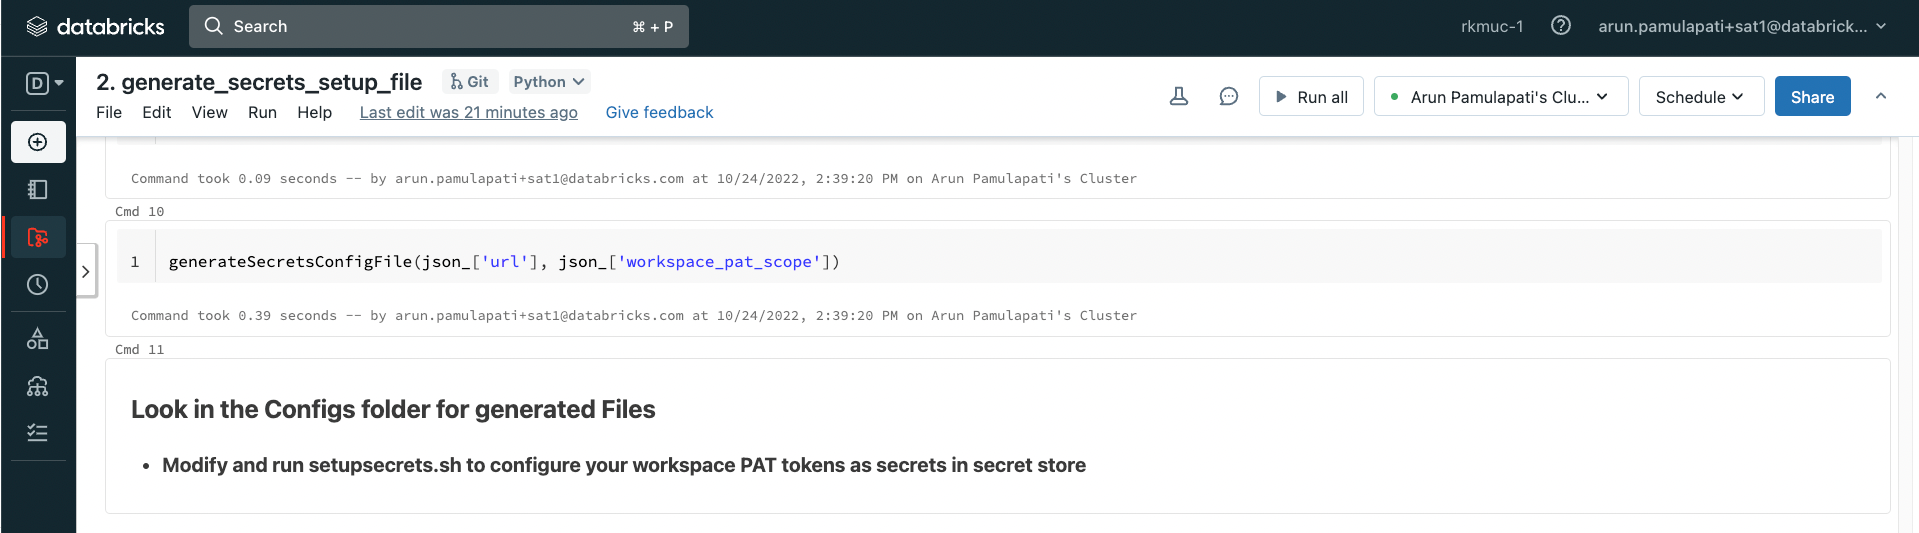 databricks
Search ⌘ + P
rkmuc-1
arun.pamulapati+sat1@databrick...
D
2. generate_secrets_setup_file Git Python
File Edit View Run Help Last edit was 21 minutes ago Give feedback
Run all
Arun Pamulapati's Clu...
Schedule
Share
Command took 0.09 seconds -- by arun.pamulapati+sat1@databricks.com at 10/24/2022, 2:39:20 PM on Arun Pamulapati's Cluster
Cmd 10
1 generateSecretsConfigFile(json_['url'], json_['workspace_pat_scope'])
Command took 0.39 seconds -- by arun.pamulapati+sat1@databricks.com at 10/24/2022, 2:39:20 PM on Arun Pamulapati's Cluster
Cmd 11
Look in the Configs folder for generated Files
• Modify and run setupsecrets.sh to configure your workspace PAT tokens as secrets in secret store